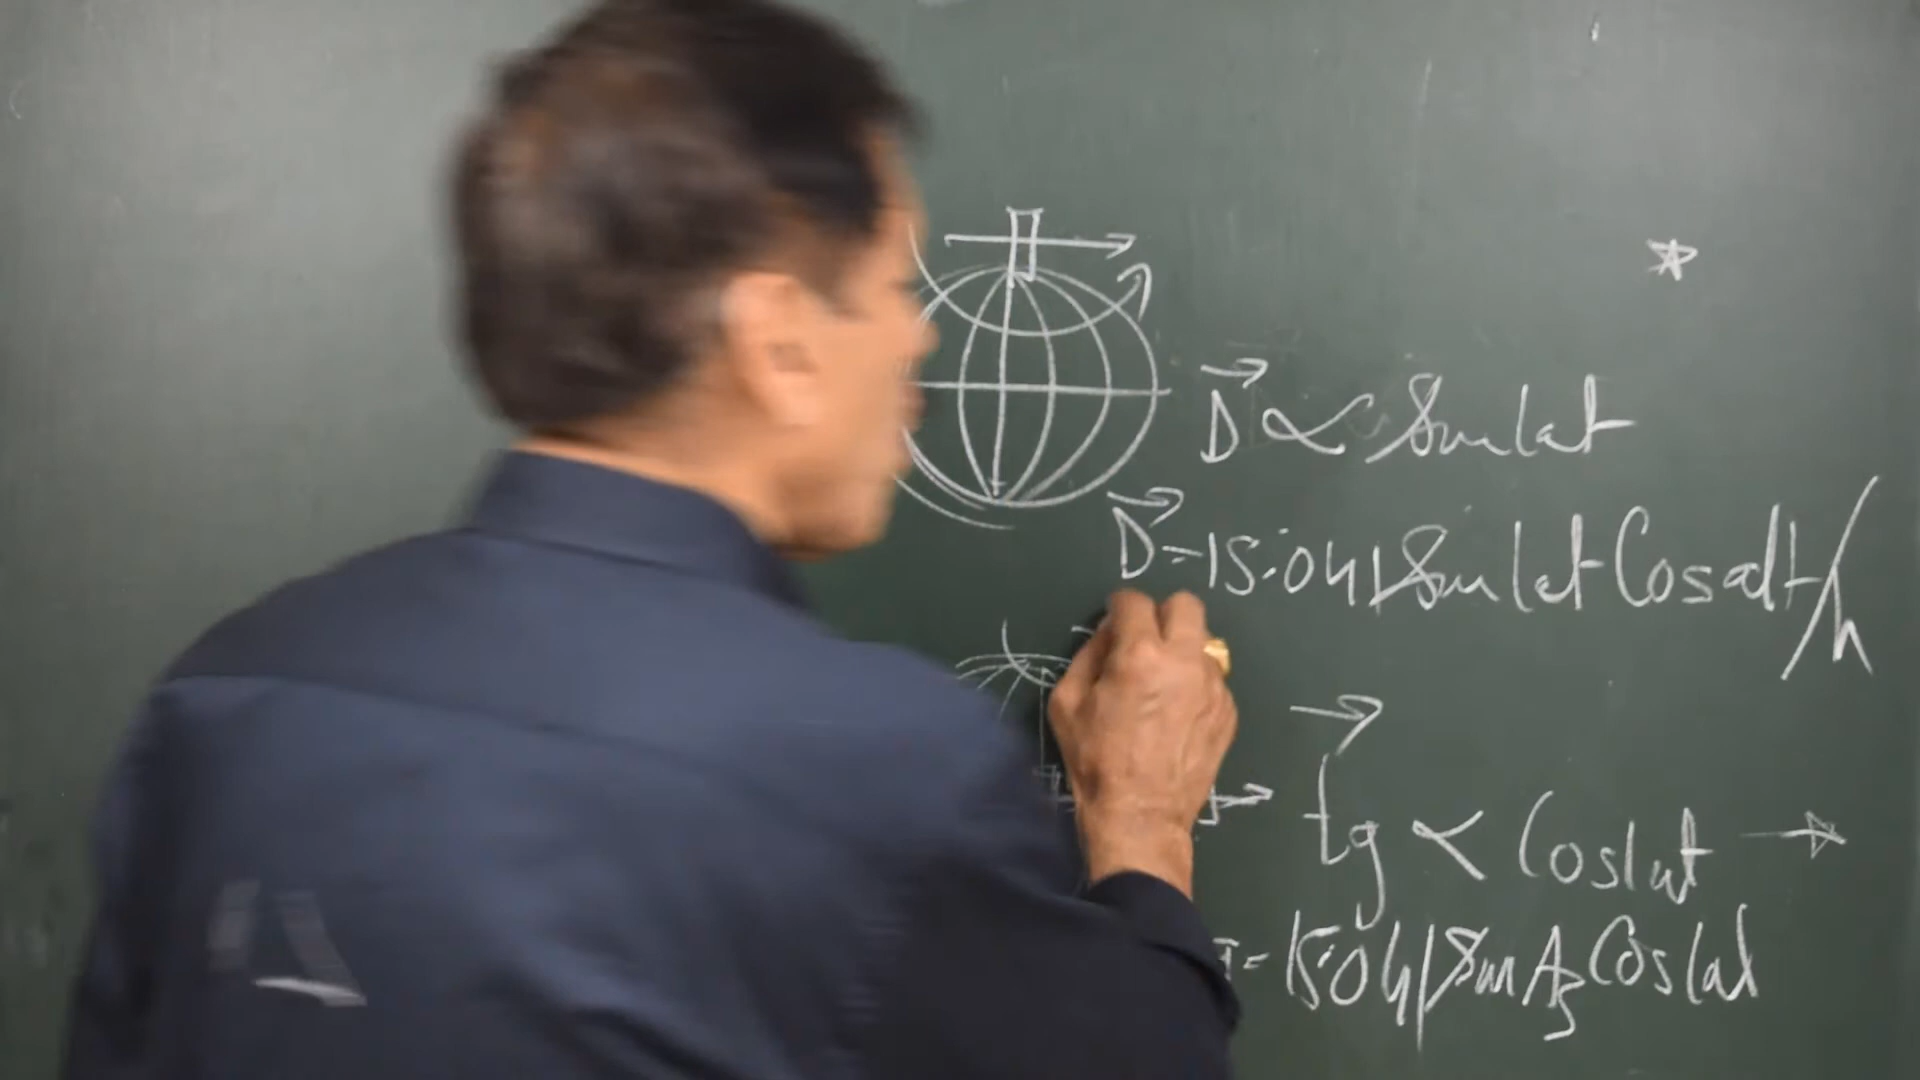 D ∝ Sin lat
D = 15.041 Sin lat Cos alt/h
Tg ∝ Cos lat
= 15.041 Sin Az Cos lat